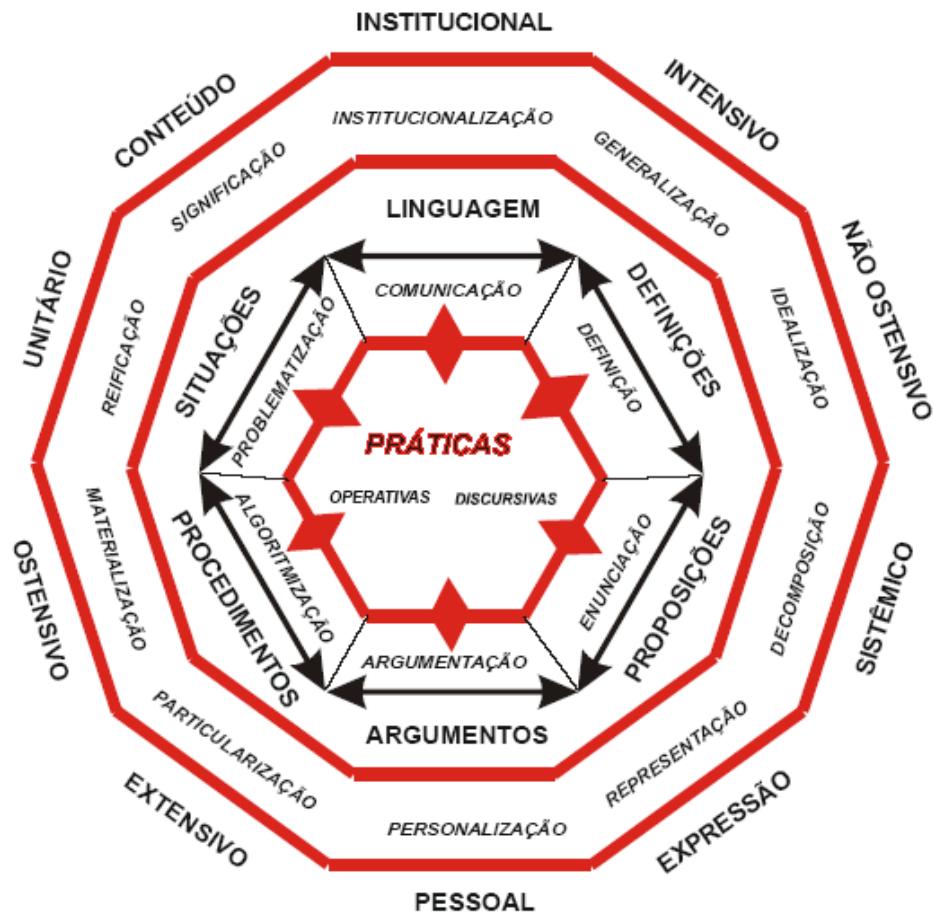 INSTITUCIONAL
INTENSIVO
NÃO OSTENSIVO
SISTÊMICO
EXPRESSÃO
PESSOAL
EXTENSIVO
OSTENSIVO
UNITÁRIO
CONTEÚDO
INSTITUCIONALIZAÇÃO
GENERALIZAÇÃO
IDEALIZAÇÃO
DECOMPOSIÇÃO
REPRESENTAÇÃO
PERSONALIZAÇÃO
PARTICULARIZAÇÃO
MATERIALIZAÇÃO
REIFICAÇÃO
SIGNIFICAÇÃO
LINGUAGEM
DEFINIÇÕES
PROPOSIÇÕES
ARGUMENTOS
PROCEDIMENTOS
SITUAÇÕES
COMUNICAÇÃO
DEFINIÇÃO
ENUNCIAÇÃO
ARGUMENTAÇÃO
ALGORITMIZAÇÃO
PROBLEMATIZAÇÃO
PRÁTICAS
OPERATIVAS DISCURSIVAS